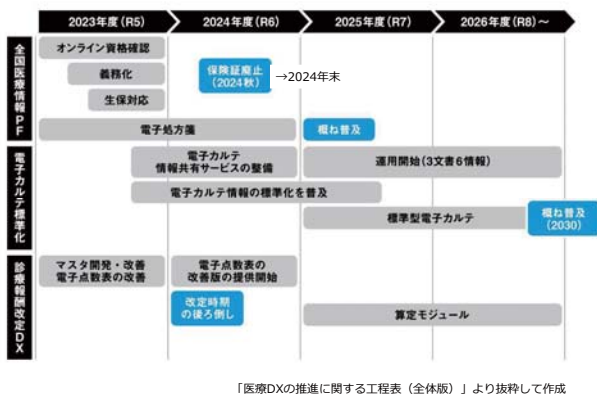 2023年度(R5)
2024年度(R6)
2025年度(R7)
2026年度(R8)～
全国医療情報PF
オンライン資格確認
義務化
生保対応
保険証廃止
(2024秋)
→2024年末
電子処方箋
概ね普及
電子カルテ標準化
電子カルテ
情報共有サービスの整備
運用開始(3文書6情報)
電子カルテ情報の標準化を普及
標準型電子カルテ
概ね普及
(2030)
診療報酬改定DX
マスタ開発・改善
電子点数表の改善
電子点数表の
改善版の提供開始
改定時期
の後ろ倒し
算定モジュール
「医療DXの推進に関する工程表（全体版）」より抜粋して作成